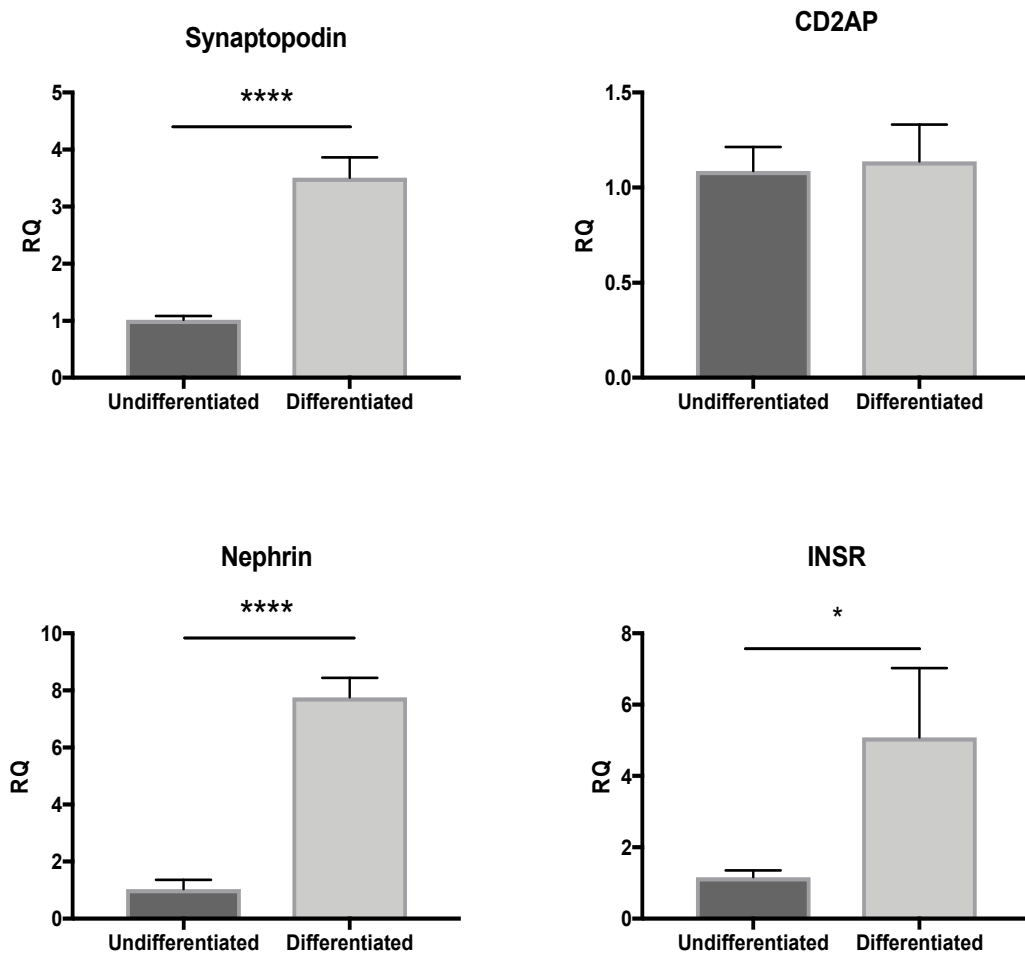 Synaptopodin
****
5
4
3
2
1
0
RQ
Undifferentiated Differentiated
CD2AP
1.5
1.0
0.5
0.0
RQ
Undifferentiated Differentiated
Nephrin
****
10
8
6
4
2
0
RQ
Undifferentiated Differentiated
INSR
*
8
6
4
2
0
RQ
Undifferentiated Differentiated